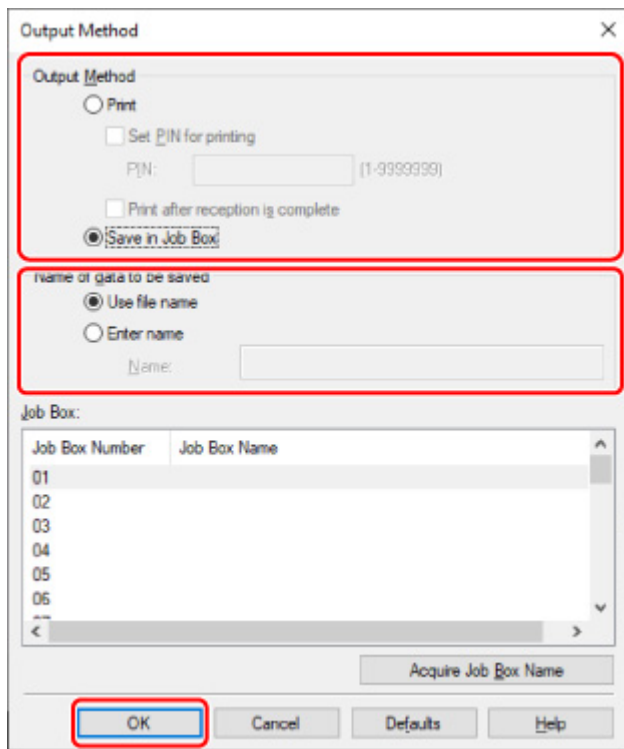 Output Method
Output Method
Print
Set PIN for printing
PIN: (1-9999999)
Print after reception is complete
Save in Job Box
Name of data to be saved
Use file name
Enter name
Name:
Job Box:
Job Box Number Job Box Name
01
02
03
04
05
06
07
Acquire Job Box Name
OK Cancel Defaults Help